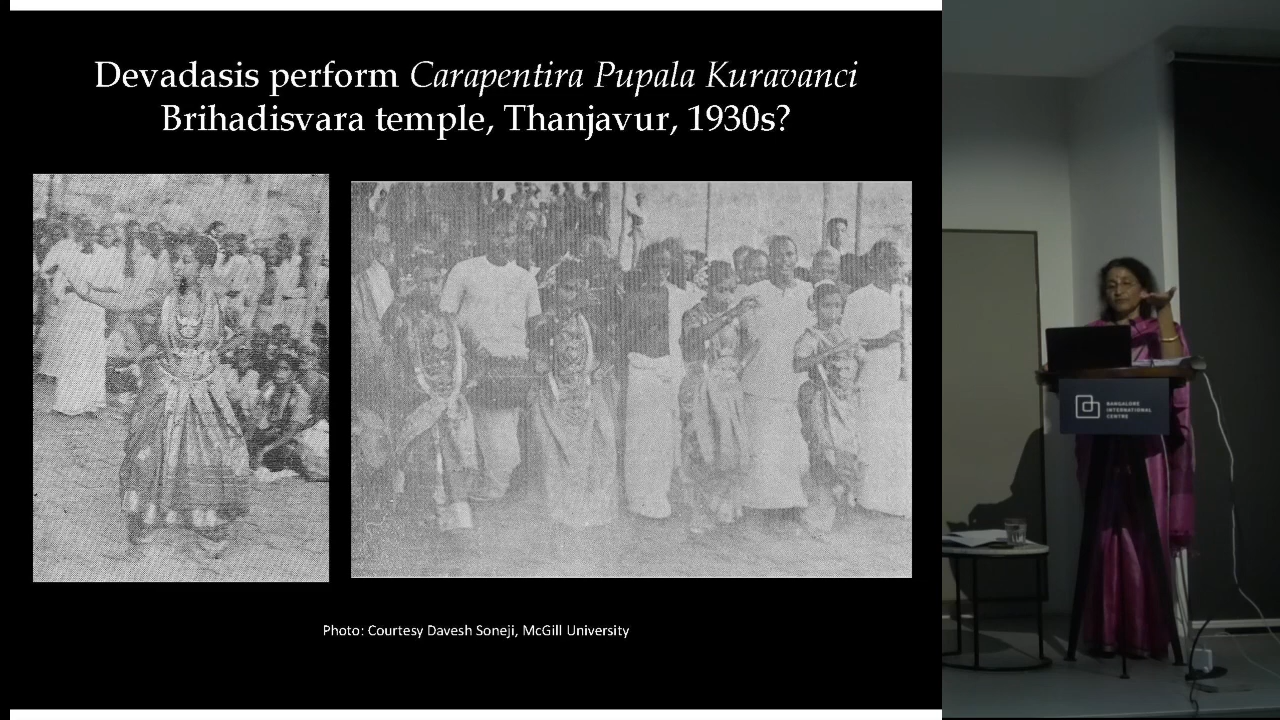 Devadasis perform Carapentira Pupala Kuravanci
Brihadisvara temple, Thanjavur, 1930s?
Photo: Courtesy Davesh Soneji, McGill University
BANGALORE
INTERNATIONAL
CENTRE